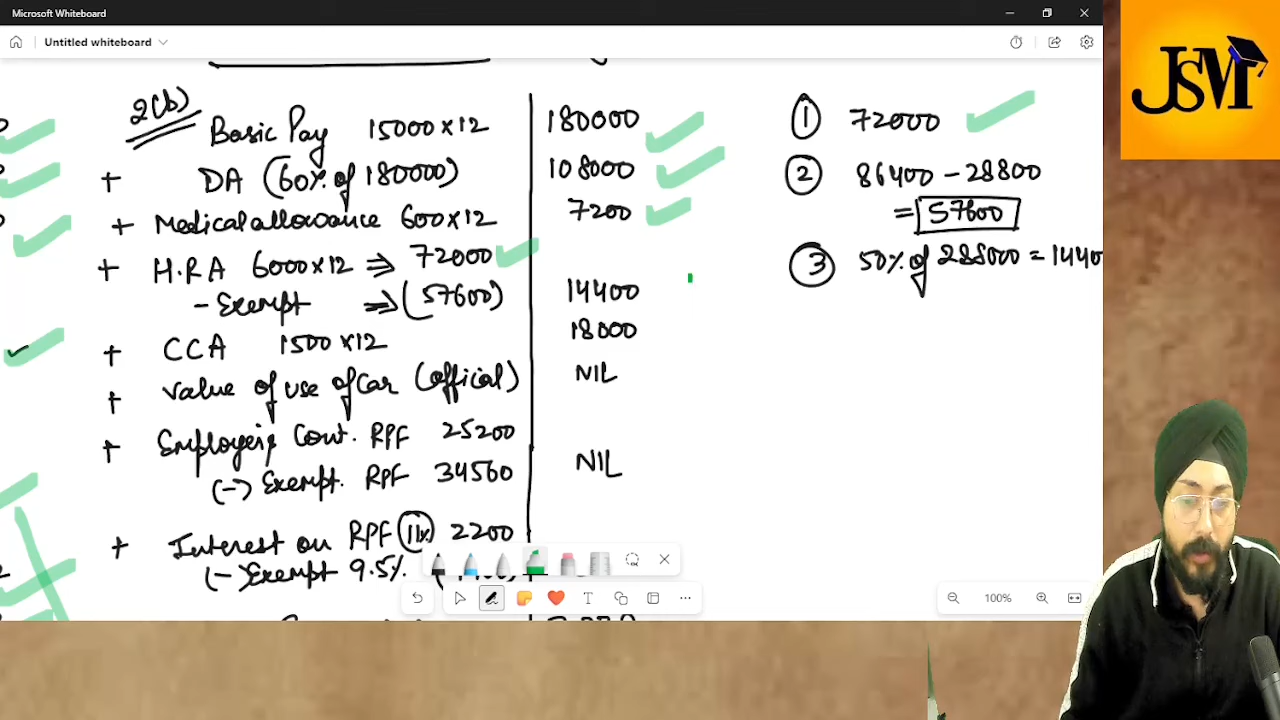 Microsoft Whiteboard
Untitled whiteboard
JSM
2(b)
Basic Pay 15000 x 12 180000
+ DA (60% of 180000) 108000
+ Medical allowance 600 x 12 7200
+ H.R.A 6000 x 12 ⇒ 72000
- Exempt ⇒ (57600) 14400
+ CCA 1500 x 12 18000
+ Value of use of Car (offical) NIL
+ Employer's Cont. RPF 25200
(-) Exempt. RPF 34560 NIL
+ Interest on RPF 11% 2200
(-) Exempt 9.5%
① 72000
② 86400 - 28800
= 57600
③ 50% of 288000 = 1440
100%